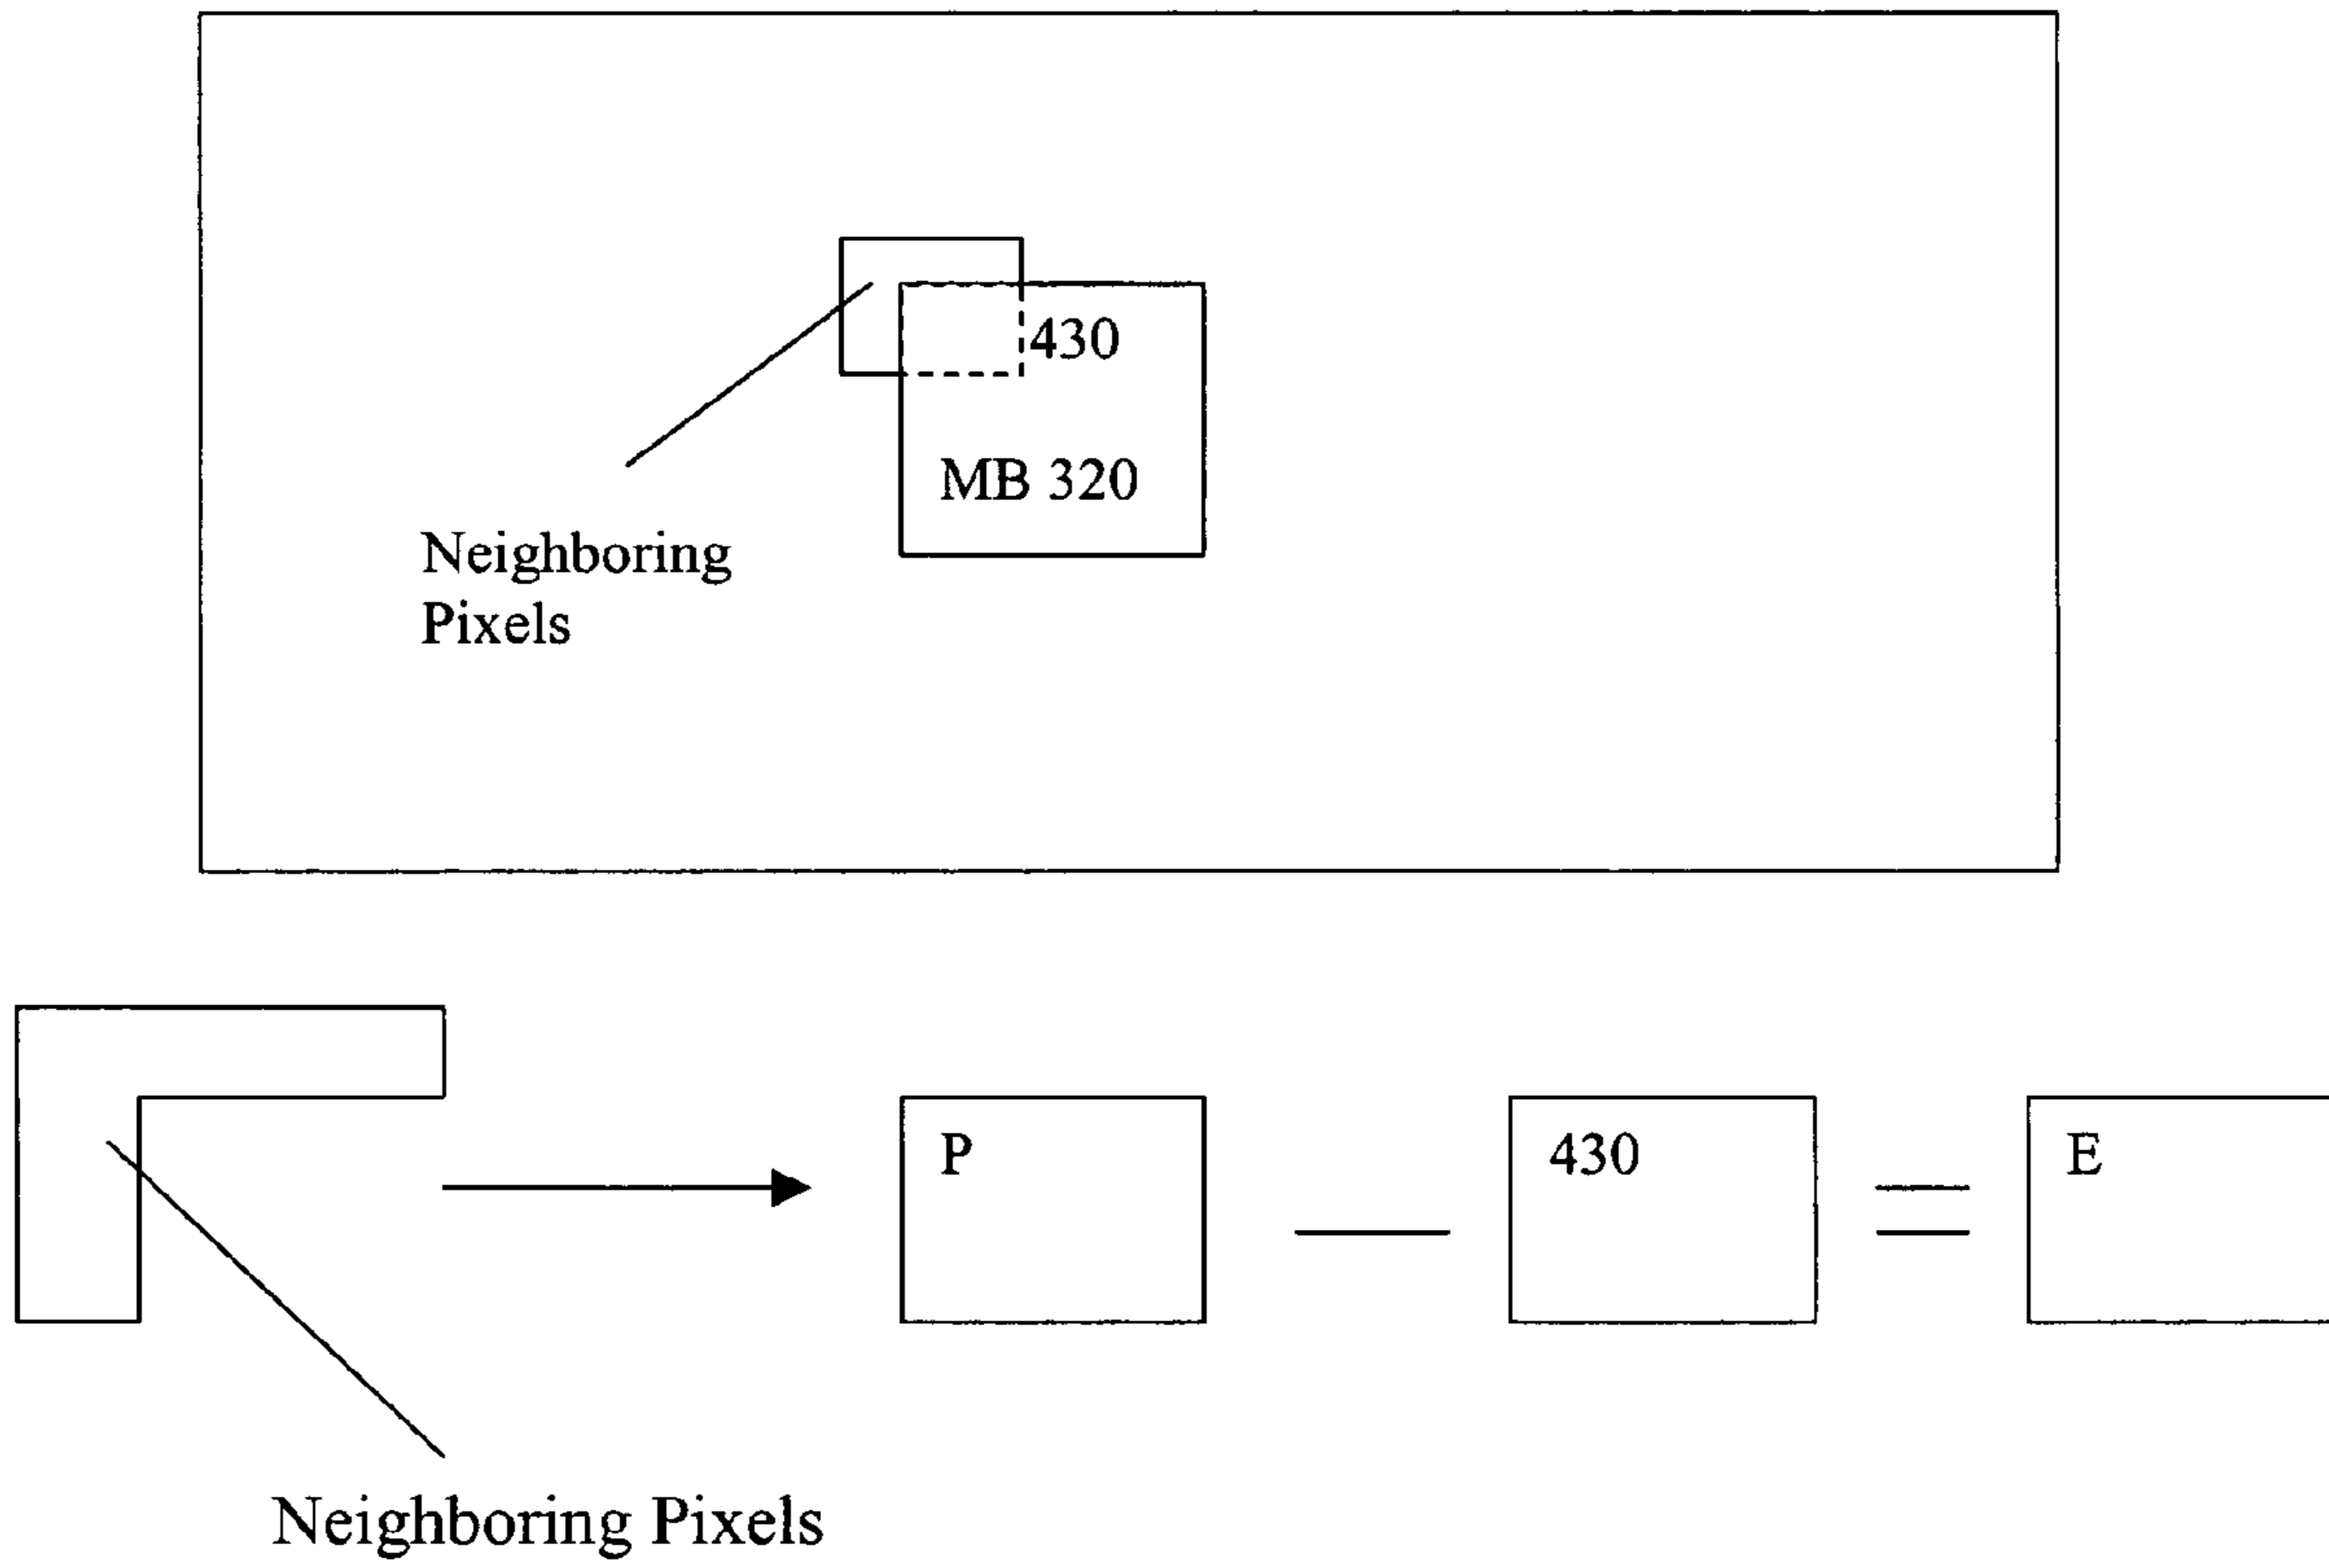 430
MB 320
Neighboring
Pixels
P
430
E
Neighboring Pixels